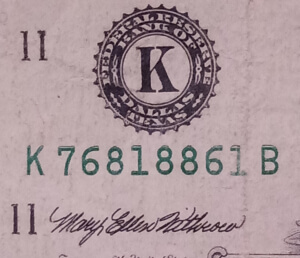 11
FEDERAL RESERVE
BANK OF
K
DALLAS
TEXAS
K 76818861 B
11
Mary Ellen Withrow